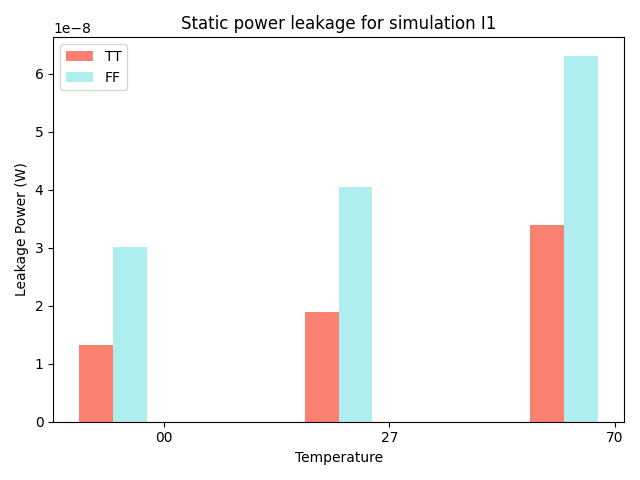 Static power leakage for simulation I1
1e−8
TT
FF
6
5
4
3
2
1
0
Leakage Power (W)
00
27
70
Temperature